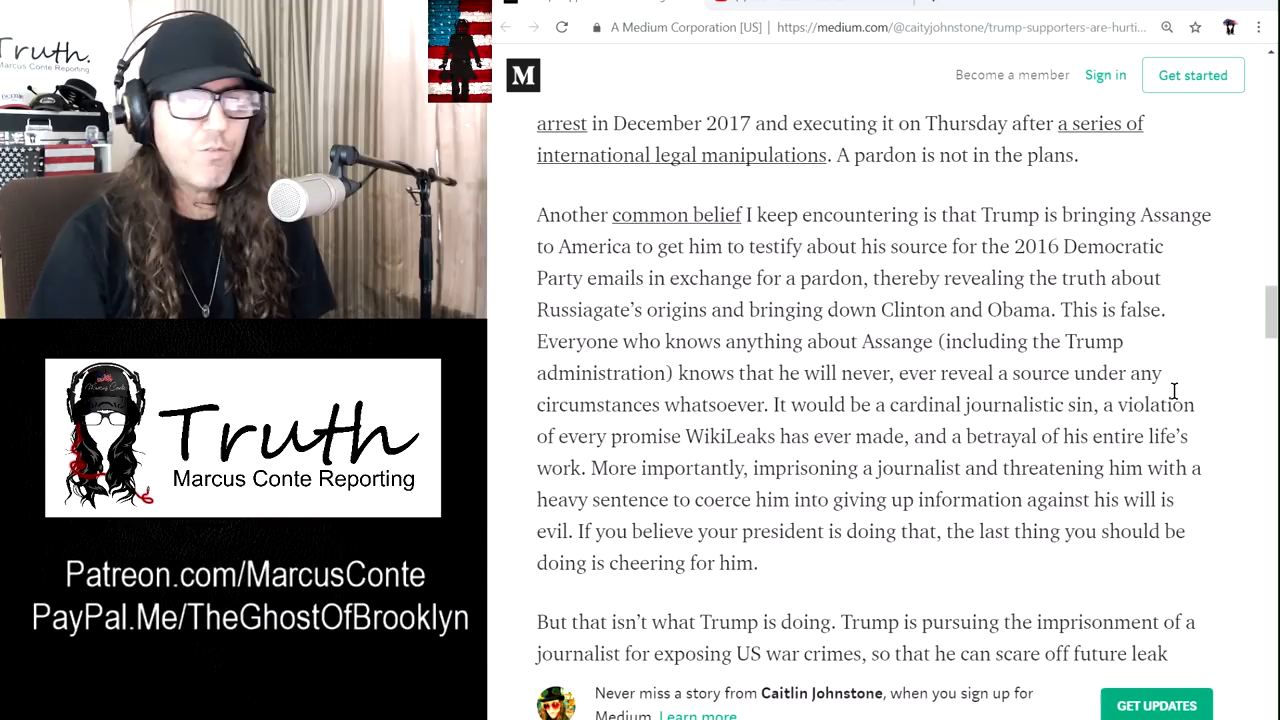 Truth.
Marcus Conte Reporting
Truth
Marcus Conte Reporting
Patreon.com/MarcusConte
PayPal.Me/TheGhostOfBrooklyn
A Medium Corporation [US] | https://medium.com/@caityjohnstone/trump-supporters-are-hurti...
M
Become a member Sign in Get started
arrest in December 2017 and executing it on Thursday after a series of
international legal manipulations. A pardon is not in the plans.
Another common belief I keep encountering is that Trump is bringing Assange
to America to get him to testify about his source for the 2016 Democratic
Party emails in exchange for a pardon, thereby revealing the truth about
Russiagate’s origins and bringing down Clinton and Obama. This is false.
Everyone who knows anything about Assange (including the Trump
administration) knows that he will never, ever reveal a source under any
circumstances whatsoever. It would be a cardinal journalistic sin, a violation
of every promise WikiLeaks has ever made, and a betrayal of his entire life’s
work. More importantly, imprisoning a journalist and threatening him with a
heavy sentence to coerce him into giving up information against his will is
evil. If you believe your president is doing that, the last thing you should be
doing is cheering for him.
But that isn’t what Trump is doing. Trump is pursuing the imprisonment of a
journalist for exposing US war crimes, so that he can scare off future leak
Never miss a story from Caitlin Johnstone, when you sign up for
Medium. Learn more
GET UPDATES